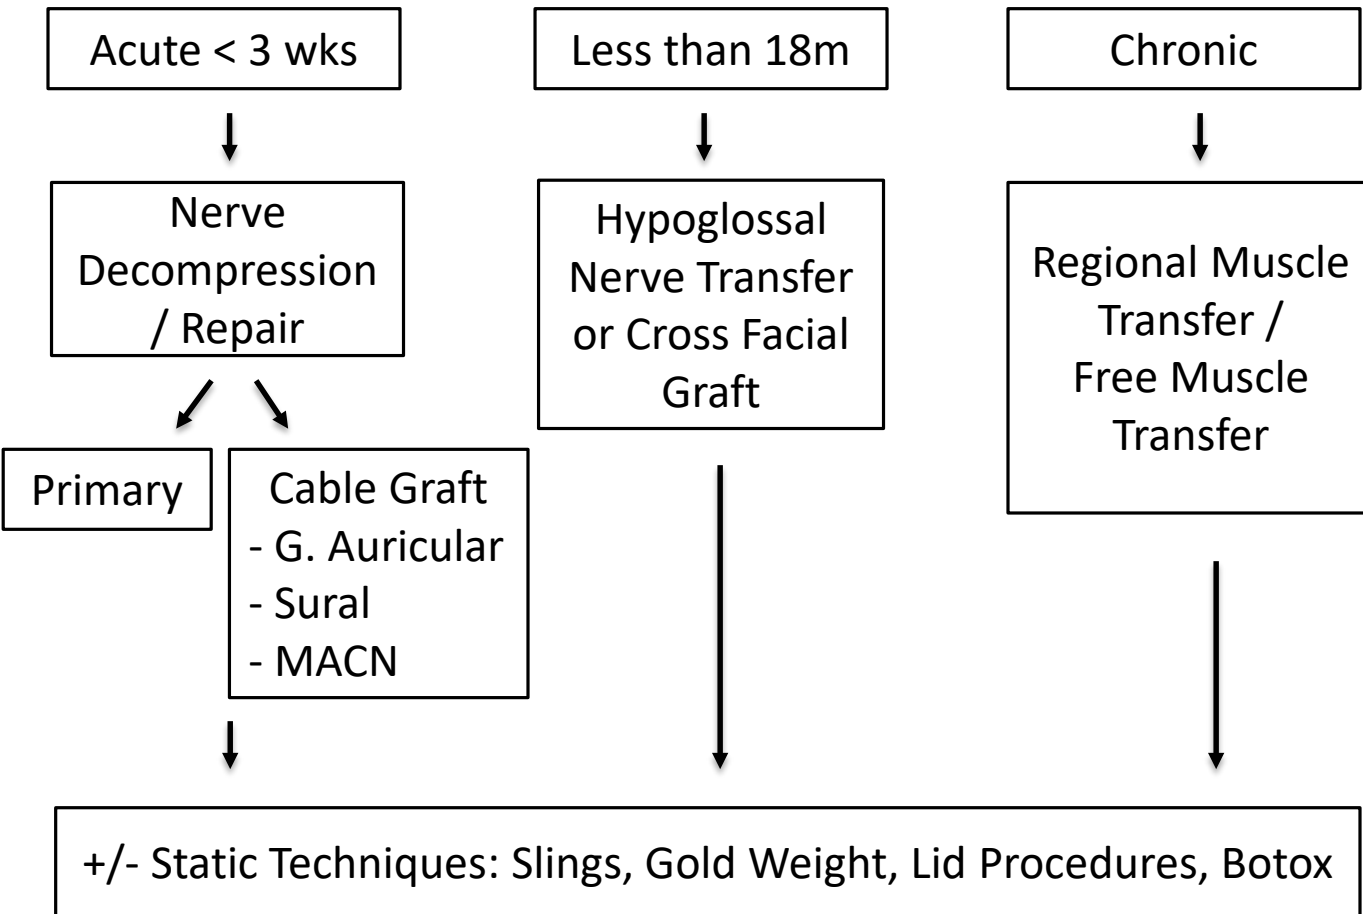 Acute < 3 wks
Less than 18m
Chronic
Nerve
Decompression
/ Repair
Hypoglossal
Nerve Transfer
or Cross Facial
Graft
Regional Muscle
Transfer /
Free Muscle
Transfer
Primary
Cable Graft
- G. Auricular
- Sural
- MACN
+/- Static Techniques: Slings, Gold Weight, Lid Procedures, Botox